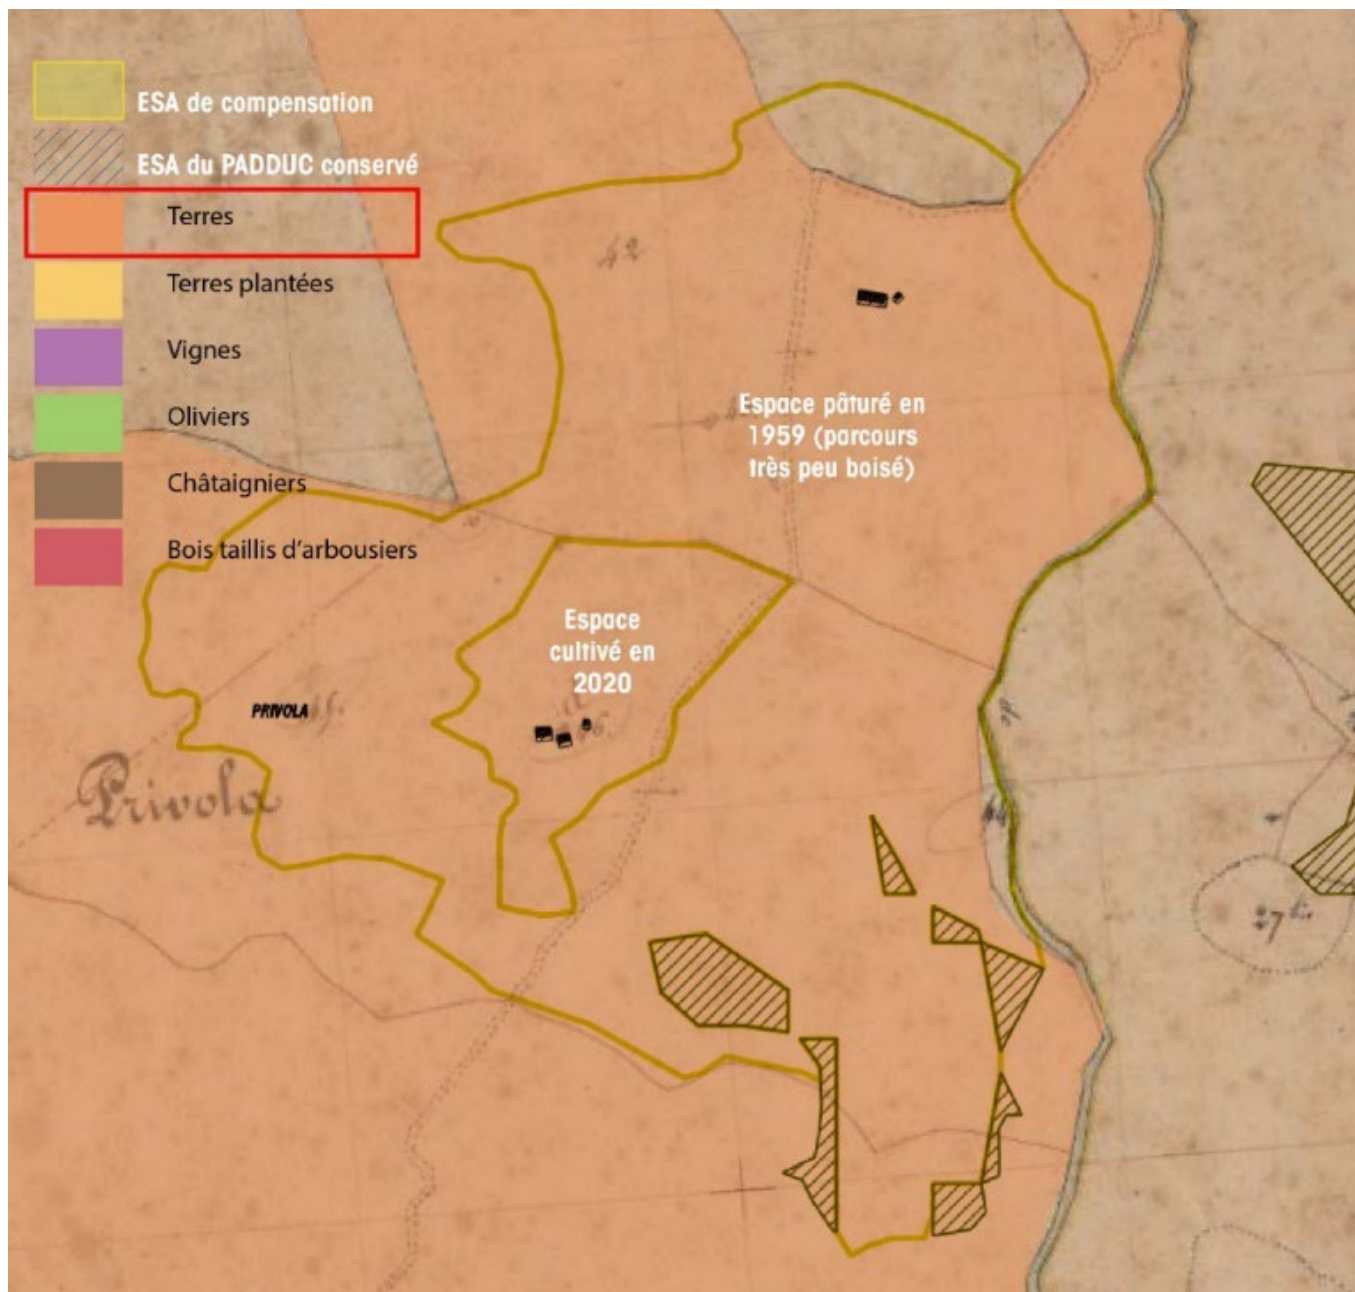 ESA de compensation
ESA du PADDUC conservé
Terres
Terres plantées
Vignes
Oliviers
Châtaigniers
Bois taillis d'arbousiers
42
Espace pâturé en
1959 (parcours
très peu boisé)
Espace
cultivé en
2020
PRIVOLA
Privola